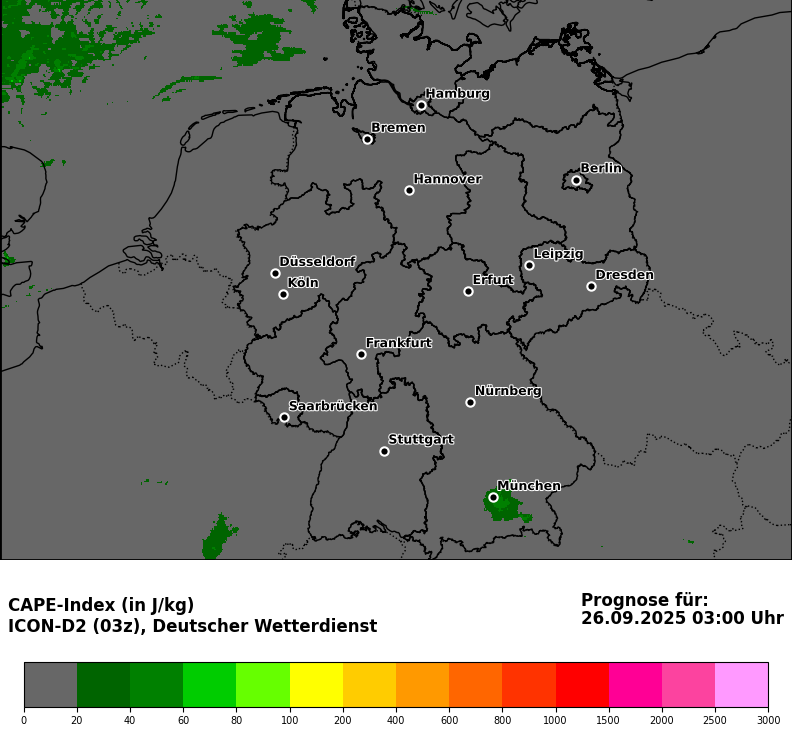 Hamburg
Bremen
Berlin
Hannover
Leipzig
Düsseldorf
Dresden
Erfurt
Köln
Frankfurt
Nürnberg
Saarbrücken
Stuttgart
München
CAPE-Index (in J/kg)
ICON-D2 (03z), Deutscher Wetterdienst
Prognose für:
26.09.2025 03:00 Uhr
0 20 40 60 80 100 200 400 600 800 1000 1500 2000 2500 3000